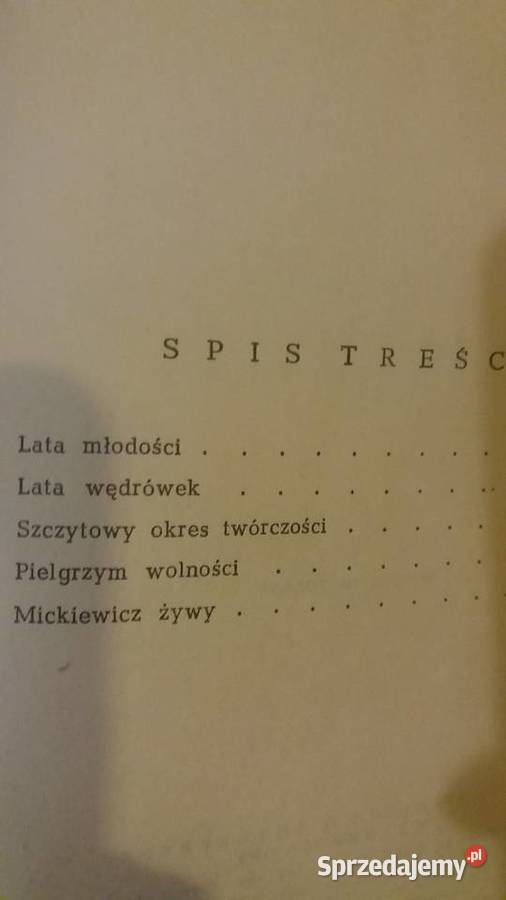 SPIS TREŚC
Lata młodości . . . . . . . . .
Lata wędrówek . . . . . . . .
Szczytowy okres twórczości . . . . .
Pielgrzym wolności . . . . . . .
Mickiewicz żywy . . . . . . . .
Sprzedajemy.pl